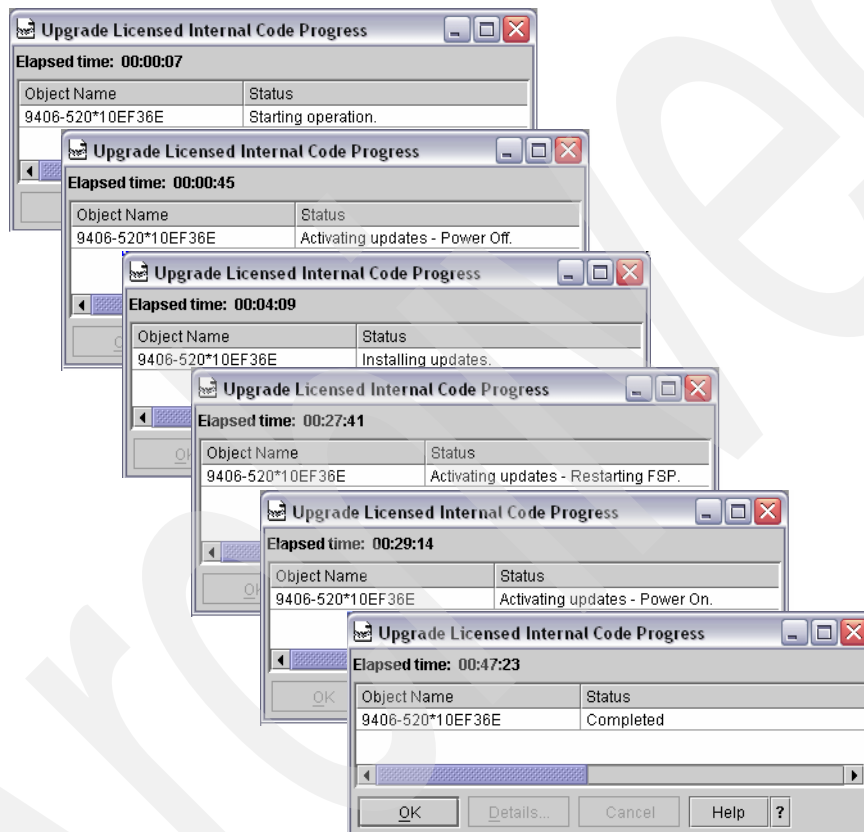 Upgrade Licensed Internal Code Progress
Elapsed time: 00:00:07
Object Name Status
9406-520*10EF36E Starting operation.
Upgrade Licensed Internal Code Progress
Elapsed time: 00:00:45
Object Name Status
9406-520*10EF36E Activating updates - Power Off.
Upgrade Licensed Internal Code Progress
Elapsed time: 00:04:09
Object Name Status
9406-520*10EF36E Installing updates.
Upgrade Licensed Internal Code Progress
Elapsed time: 00:27:41
Object Name Status
9406-520*10EF36E Activating updates - Restarting FSP.
Upgrade Licensed Internal Code Progress
Elapsed time: 00:29:14
Object Name Status
9406-520*10EF36E Activating updates - Power On.
OK
Upgrade Licensed Internal Code Progress
Elapsed time: 00:47:23
Object Name Status
9406-520*10EF36E Completed
OK Details... Cancel Help ?